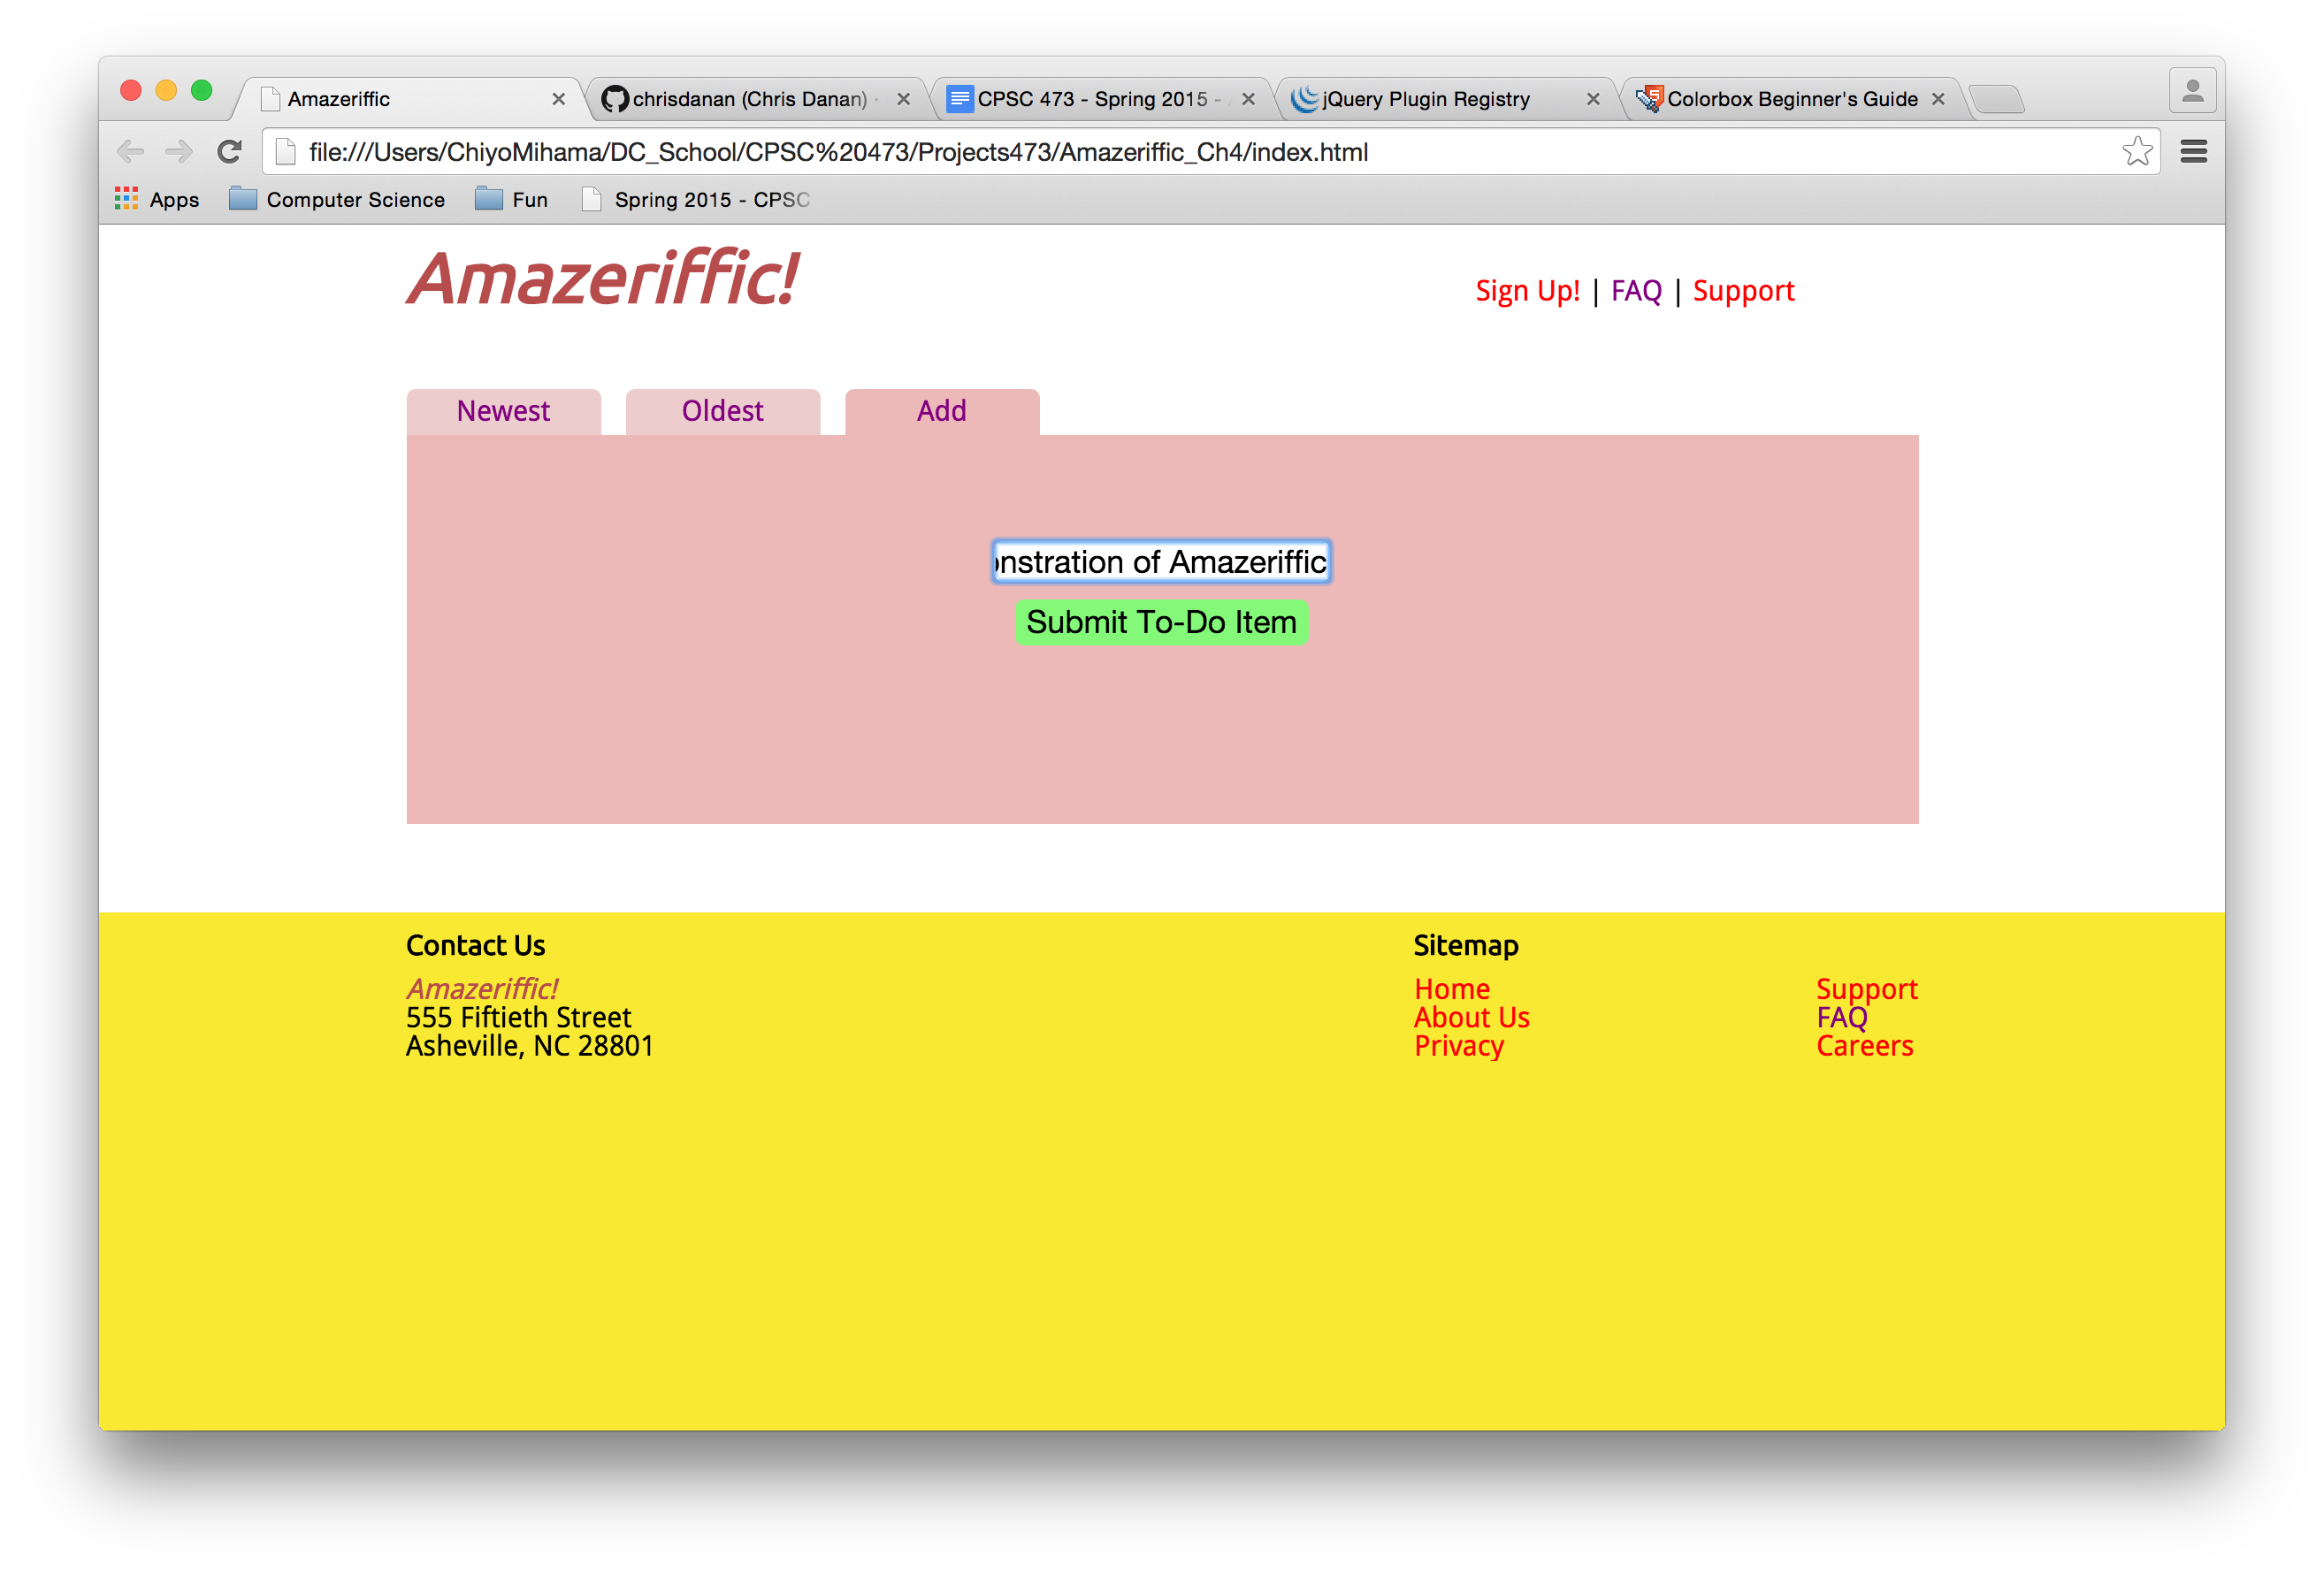 Amazeriffic
chrisdanan (Chris Danan)
CPSC 473 - Spring 2015 -
jQuery Plugin Registry
Colorbox Beginner's Guide
file:///Users/ChiyoMihama/DC_School/CPSC%20473/Projects473/Amazeriffic_Ch4/index.html
Apps Computer Science Fun Spring 2015 - CPSC
Amazeriffic!
Sign Up! | FAQ | Support
Newest Oldest Add
onstration of Amazeriffic
Submit To-Do Item
Contact Us
Amazeriffic!
555 Fiftieth Street
Asheville, NC 28801
Sitemap
Home
About Us
Privacy
Support
FAQ
Careers